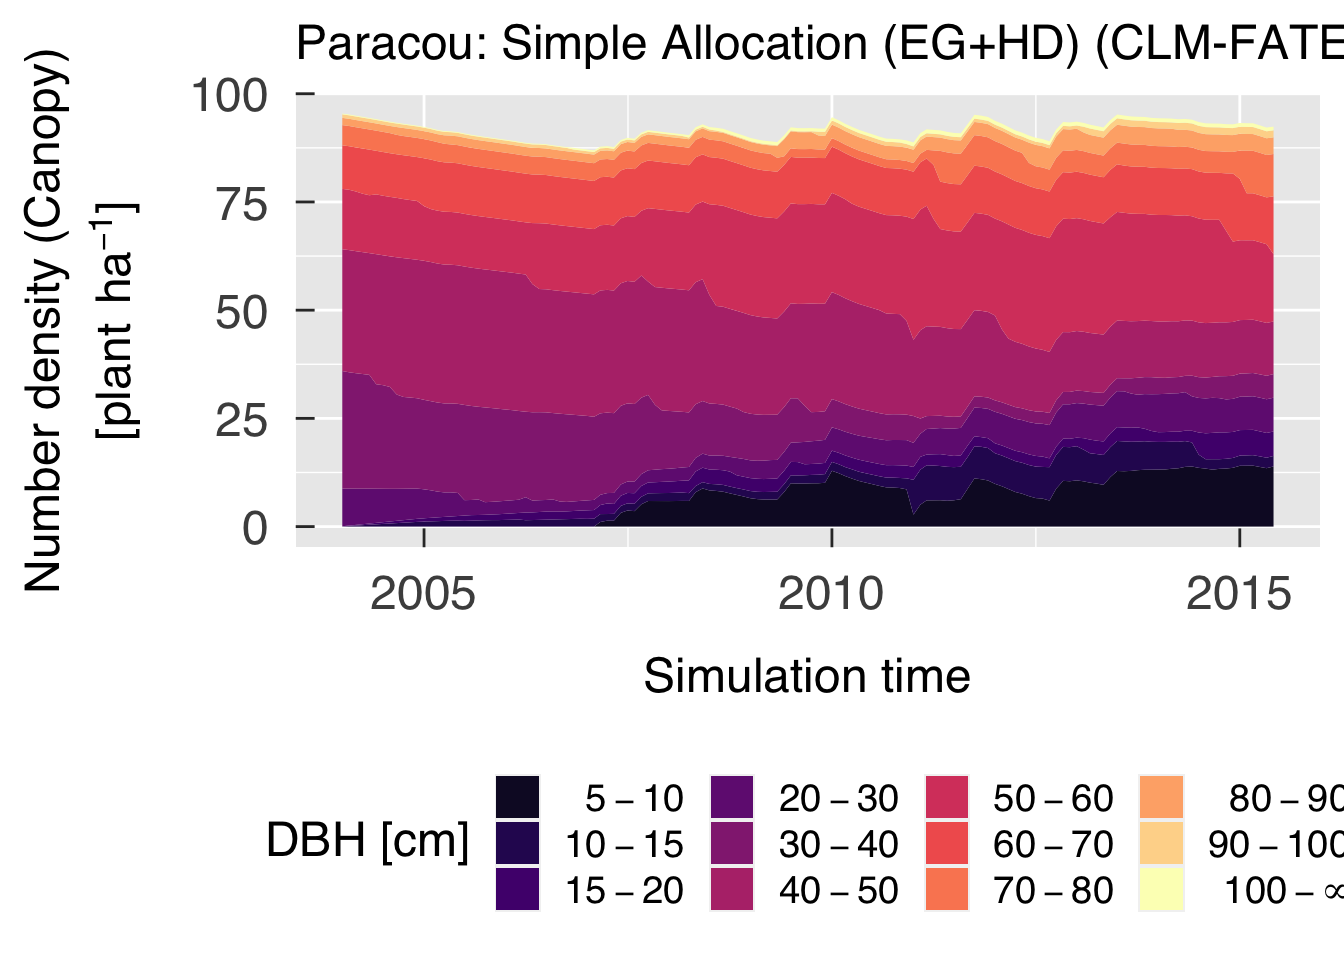 Paracou: Simple Allocation (EG+HD) (CLM-FATE
Number density (Canopy)
[plant ha⁻¹]
100
75
50
25
0
2005 2010 2015
Simulation time
DBH [cm]
5 – 10 20 – 30 50 – 60 80 – 90
10 – 15 30 – 40 60 – 70 90 – 100
15 – 20 40 – 50 70 – 80 100 – ∞